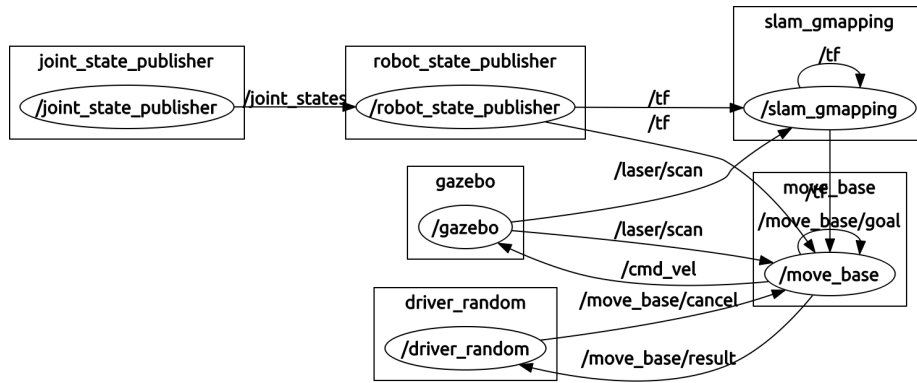 slam_gmapping
/tf
/slam_gmapping
joint_state_publisher
/joint_state_publisher
/joint_states
robot_state_publisher
/robot_state_publisher
/tf
/tf
/laser/scan
gazebo
/gazebo
/laser/scan
/cmd_vel
move_base
/tf
/move_base/goal
/move_base
driver_random
/driver_random
/move_base/cancel
/move_base/result